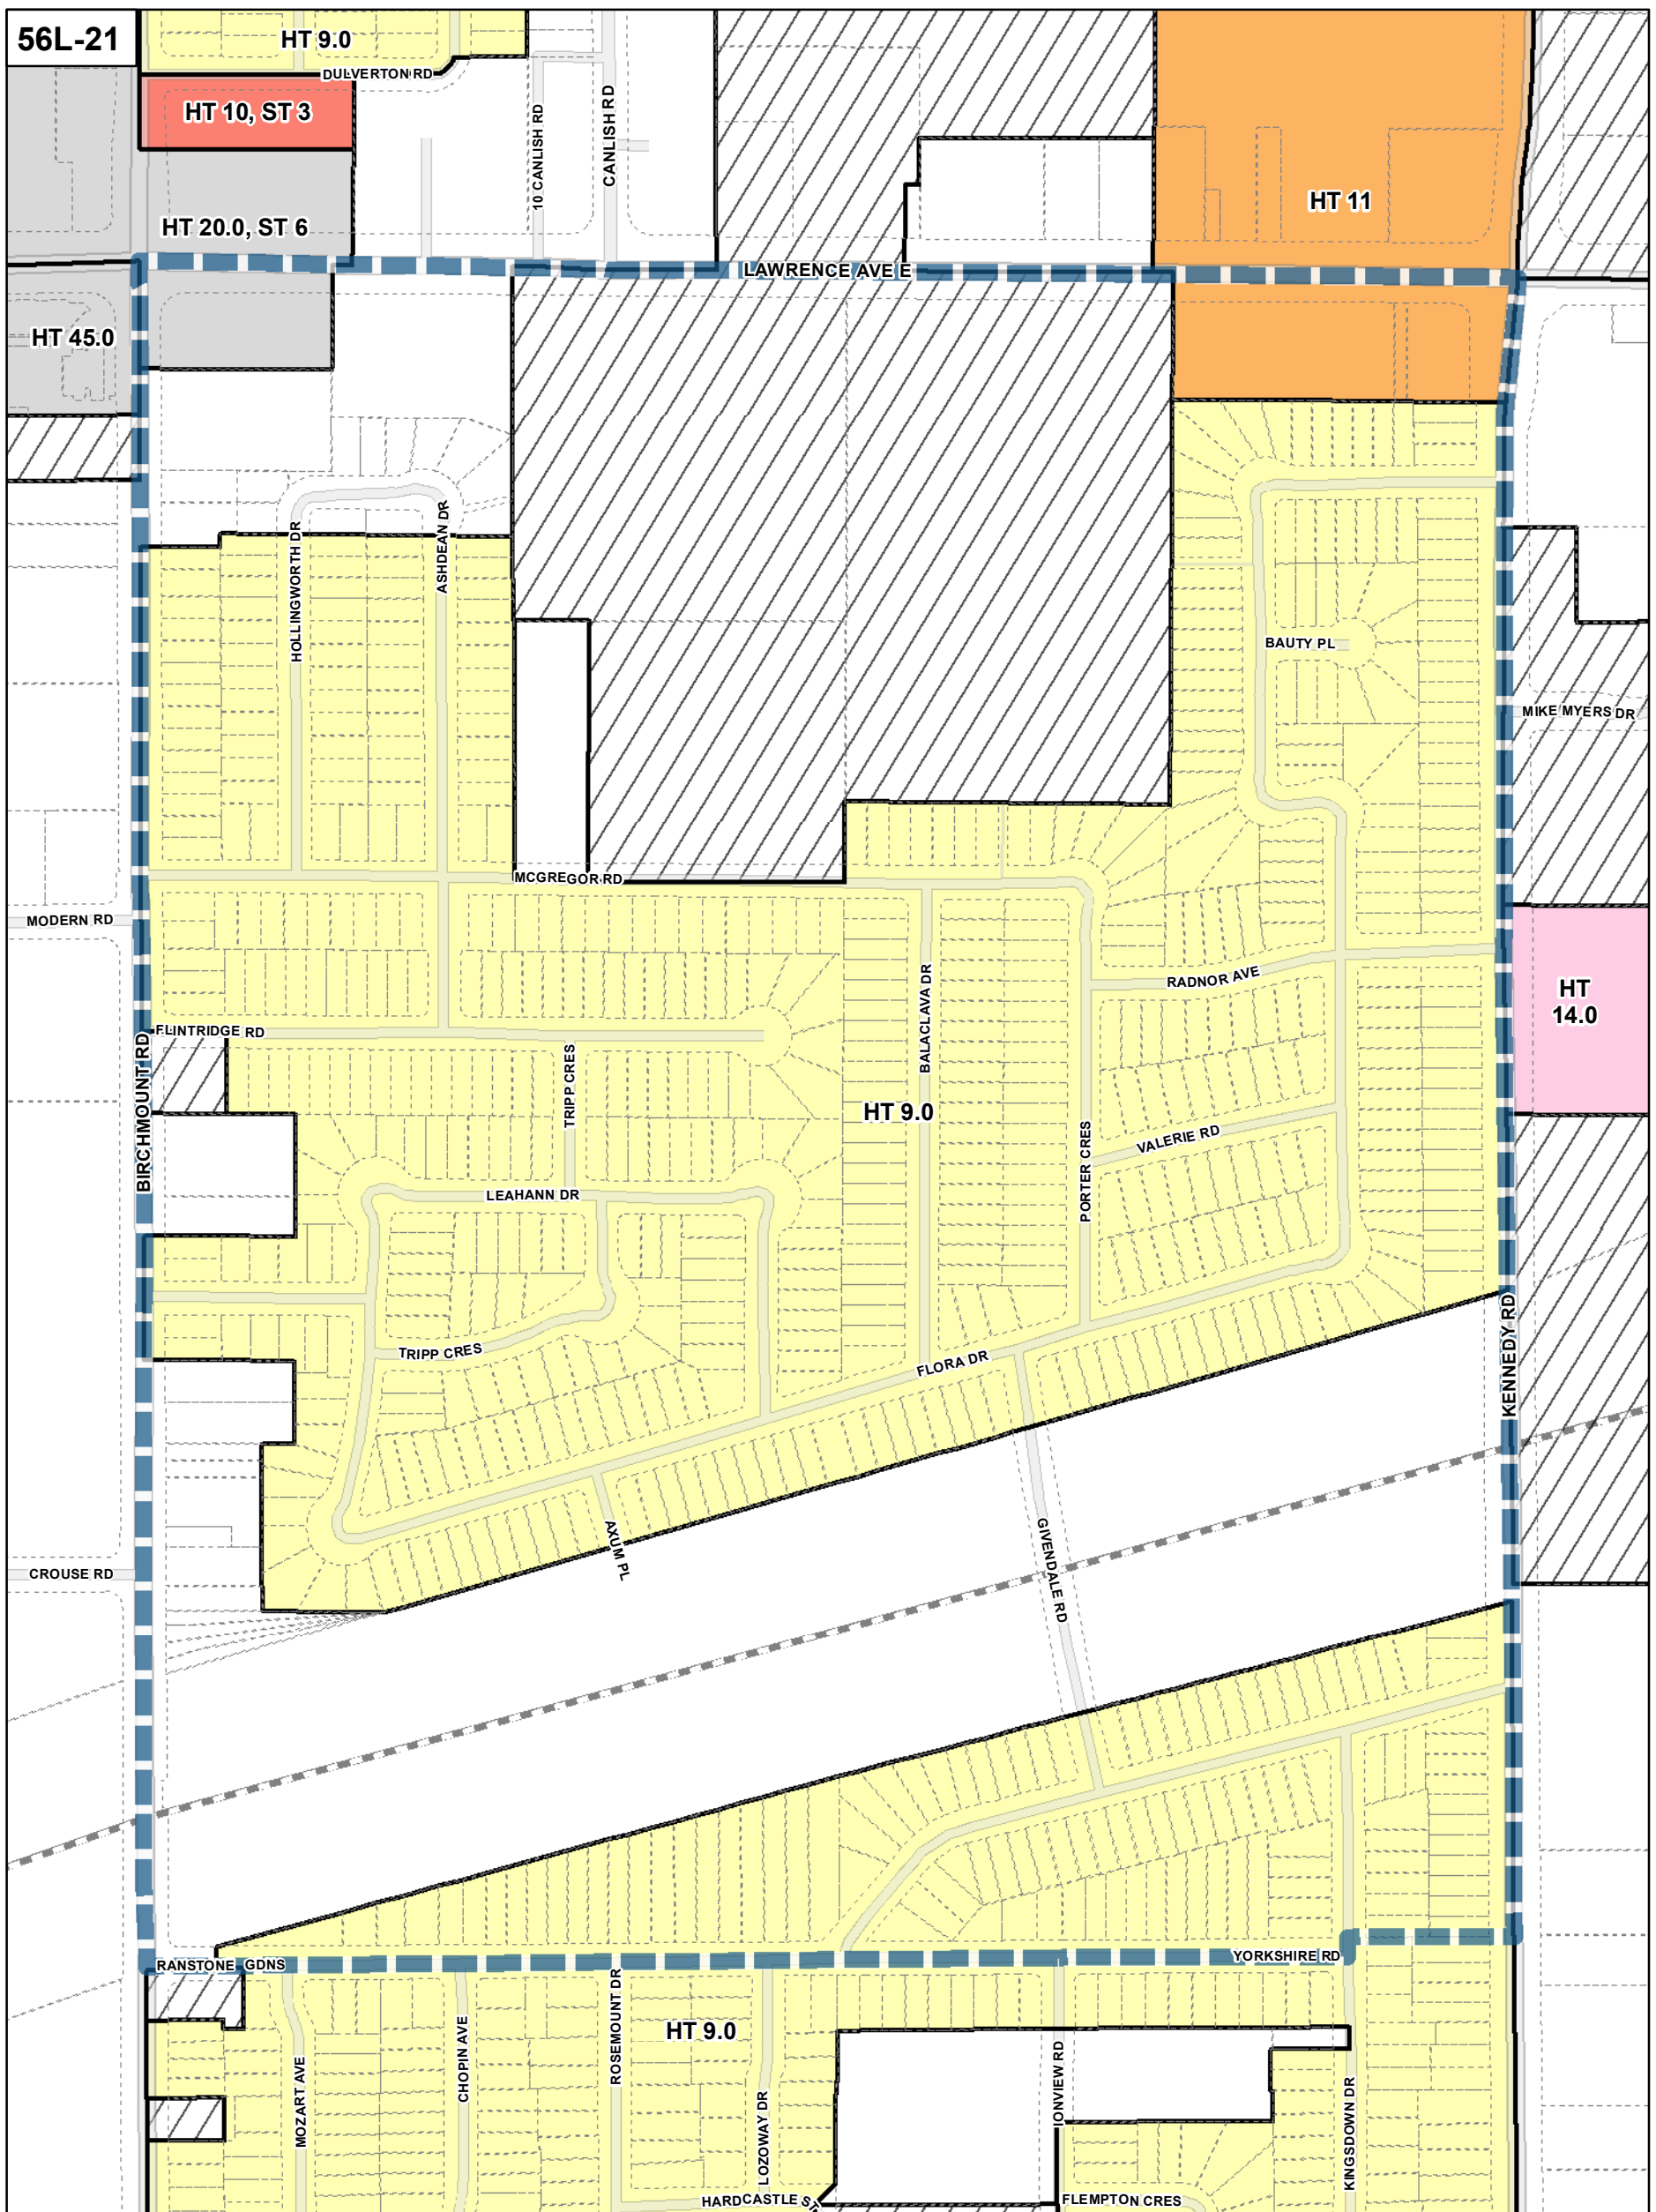 56L-21
HT 9.0
DULVERTON RD
HT 10, ST 3
10 CANLISH RD
CANLISH RD
HT 11
HT 20.0, ST 6
LAWRENCE AVE E
HT 45.0
HOLLINGWORTH DR
ASHDEAN DR
BAUTY PL
MIKE MYERS DR
MCGREGOR RD
MODERN RD
RADNOR AVE
HT
14.0
FLINTRIDGE RD
BIRCHMOUNT RD
TRIPP CRES
BALACLAVA DR
HT 9.0
PORTER CRES
VALERIE RD
LEAHANN DR
TRIPP CRES
FLORA DR
KENNEDY RD
AXUM PL
GIVENDALE RD
CROUSE RD
YORKSHIRE RD
RANSTONE GDNS
MOZART AVE
CHOPIN AVE
ROSEMOUNT DR
HT 9.0
LOZOWAY DR
IONVIEW RD
KINGSDOWN DR
HARDCASTLE ST
FLEMPTON CRES